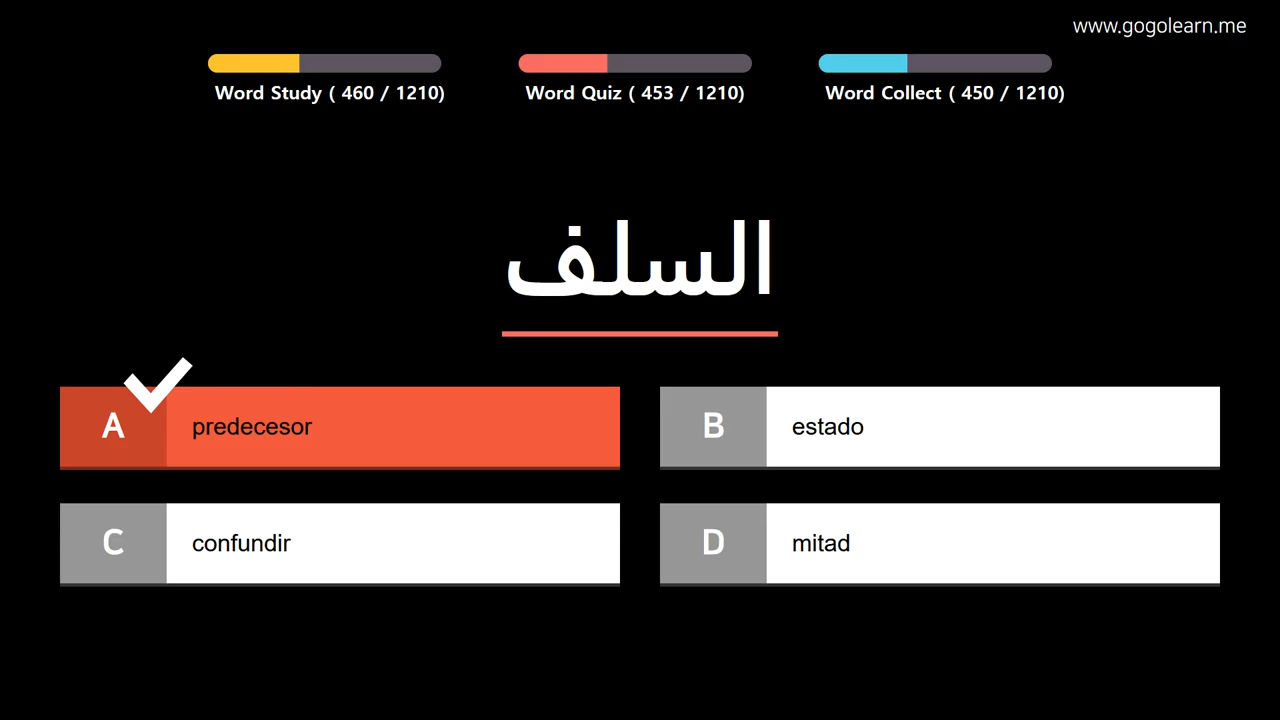 www.gogolearn.me
Word Study ( 460 / 1210)
Word Quiz ( 453 / 1210)
Word Collect ( 450 / 1210)
السلف
A predecesor
B estado
C confundir
D mitad